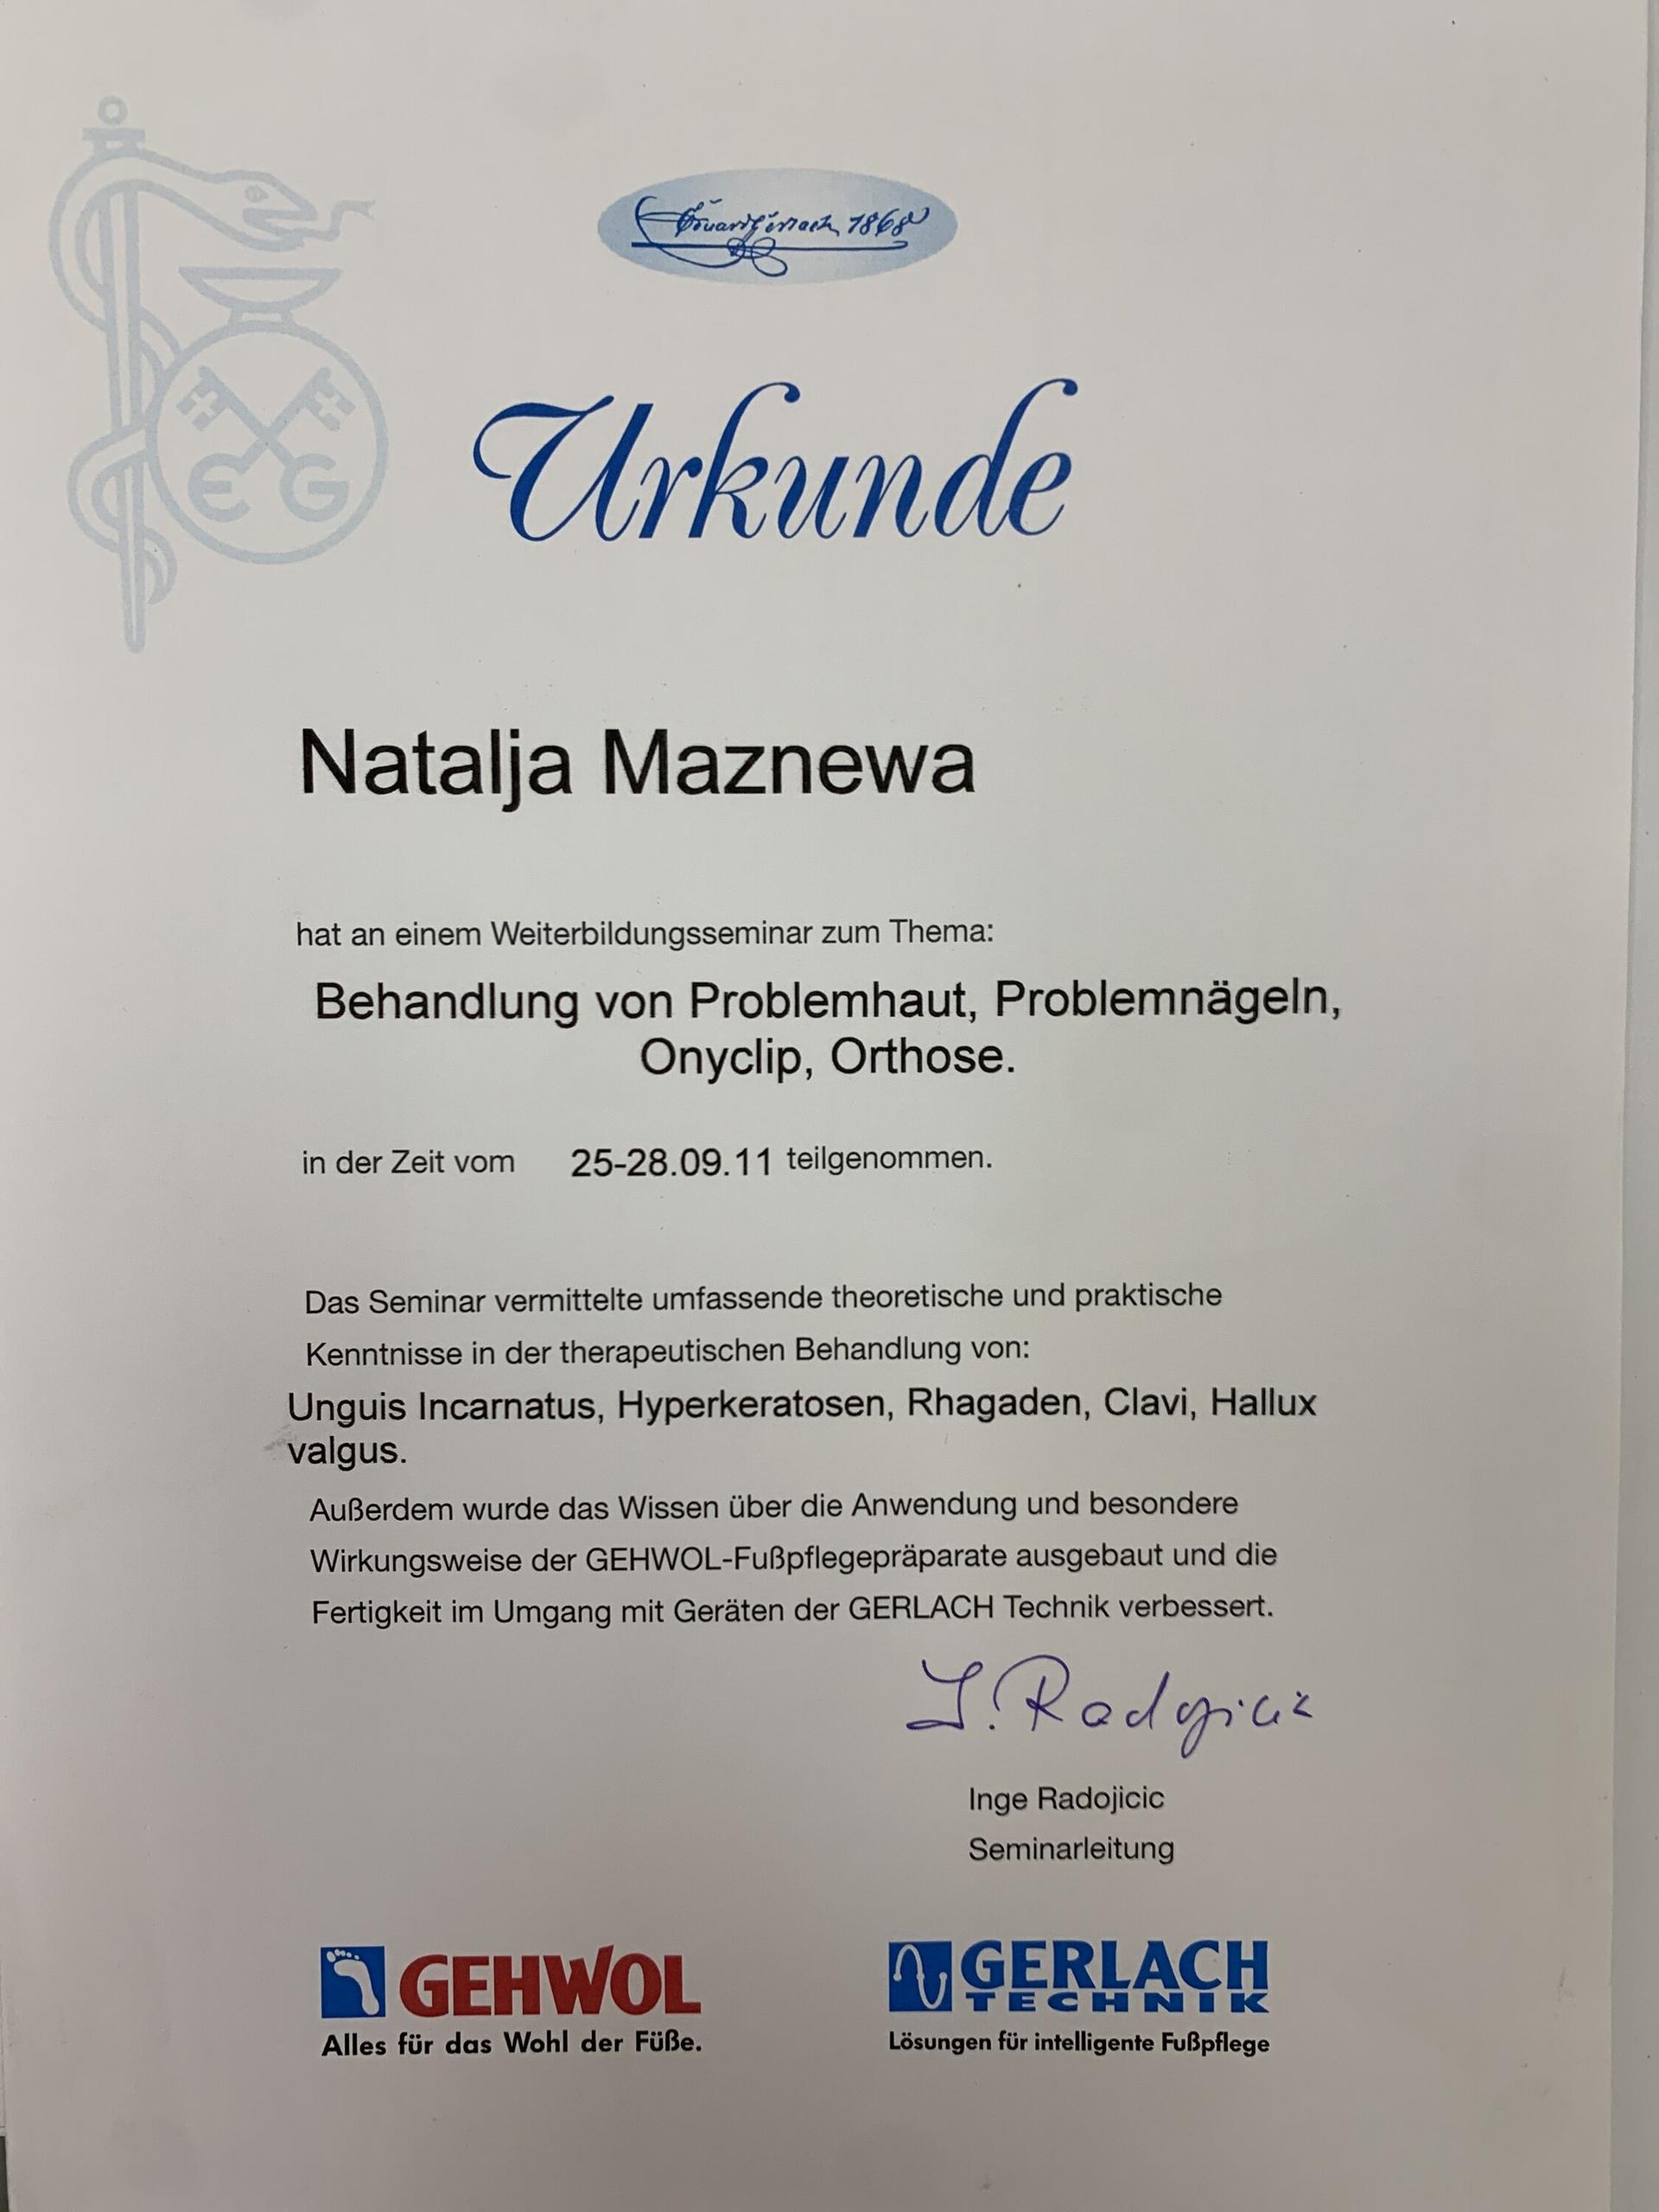 Eduard Gerlach 1868
E G
Urkunde
Natalja Maznewa
hat an einem Weiterbildungsseminar zum Thema:
Behandlung von Problemhaut, Problemnägeln,
Onyclip, Orthose.
in der Zeit vom 25-28.09.11 teilgenommen.
Das Seminar vermittelte umfassende theoretische und praktische
Kenntnisse in der therapeutischen Behandlung von:
Unguis Incarnatus, Hyperkeratosen, Rhagaden, Clavi, Hallux
valgus.
Außerdem wurde das Wissen über die Anwendung und besondere
Wirkungsweise der GEHWOL-Fußpflegepräparate ausgebaut und die
Fertigkeit im Umgang mit Geräten der GERLACH Technik verbessert.
I. Radojicic
Inge Radojicic
Seminarleitung
GEHWOL
Alles für das Wohl der Füße.
GERLACH
TECHNIK
Lösungen für intelligente Fußpflege